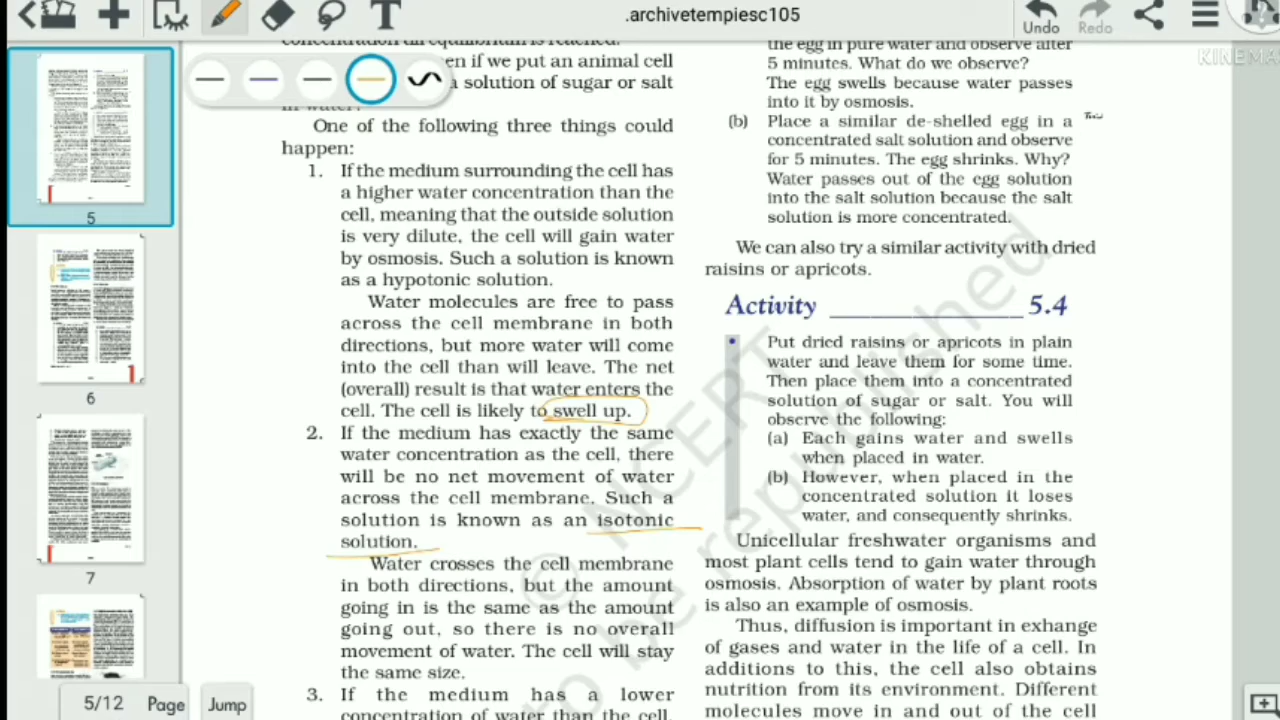 .archivetempiesc105
Undo
Redo
KINEMA
5
6
7
5/12 Page
Jump
concentration till equilibrium is reached.
en if we put an animal cell
a solution of sugar or salt
in water?
One of the following three things could
happen:
1. If the medium surrounding the cell has
a higher water concentration than the
cell, meaning that the outside solution
is very dilute, the cell will gain water
by osmosis. Such a solution is known
as a hypotonic solution.
Water molecules are free to pass
across the cell membrane in both
directions, but more water will come
into the cell than will leave. The net
(overall) result is that water enters the
cell. The cell is likely to swell up.
2. If the medium has exactly the same
water concentration as the cell, there
will be no net movement of water
across the cell membrane. Such a
solution is known as an isotonic
solution.
Water crosses the cell membrane
in both directions, but the amount
going in is the same as the amount
going out, so there is no overall
movement of water. The cell will stay
the same size.
3. If the medium has a lower
concentration of water than the cell,
the egg in pure water and observe after
5 minutes. What do we observe?
The egg swells because water passes
into it by osmosis.
(b) Place a similar de-shelled egg in a
concentrated salt solution and observe
for 5 minutes. The egg shrinks. Why?
Water passes out of the egg solution
into the salt solution because the salt
solution is more concentrated.
We can also try a similar activity with dried
raisins or apricots.
Activity 5.4
• Put dried raisins or apricots in plain
water and leave them for some time.
Then place them into a concentrated
solution of sugar or salt. You will
observe the following:
(a) Each gains water and swells
when placed in water.
(b) However, when placed in the
concentrated solution it loses
water, and consequently shrinks.
Unicellular freshwater organisms and
most plant cells tend to gain water through
osmosis. Absorption of water by plant roots
is also an example of osmosis.
Thus, diffusion is important in exhange
of gases and water in the life of a cell. In
additions to this, the cell also obtains
nutrition from its environment. Different
molecules move in and out of the cell